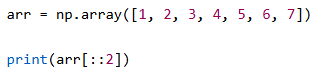 arr = np.array([1, 2, 3, 4, 5, 6, 7])
print(arr[::2])